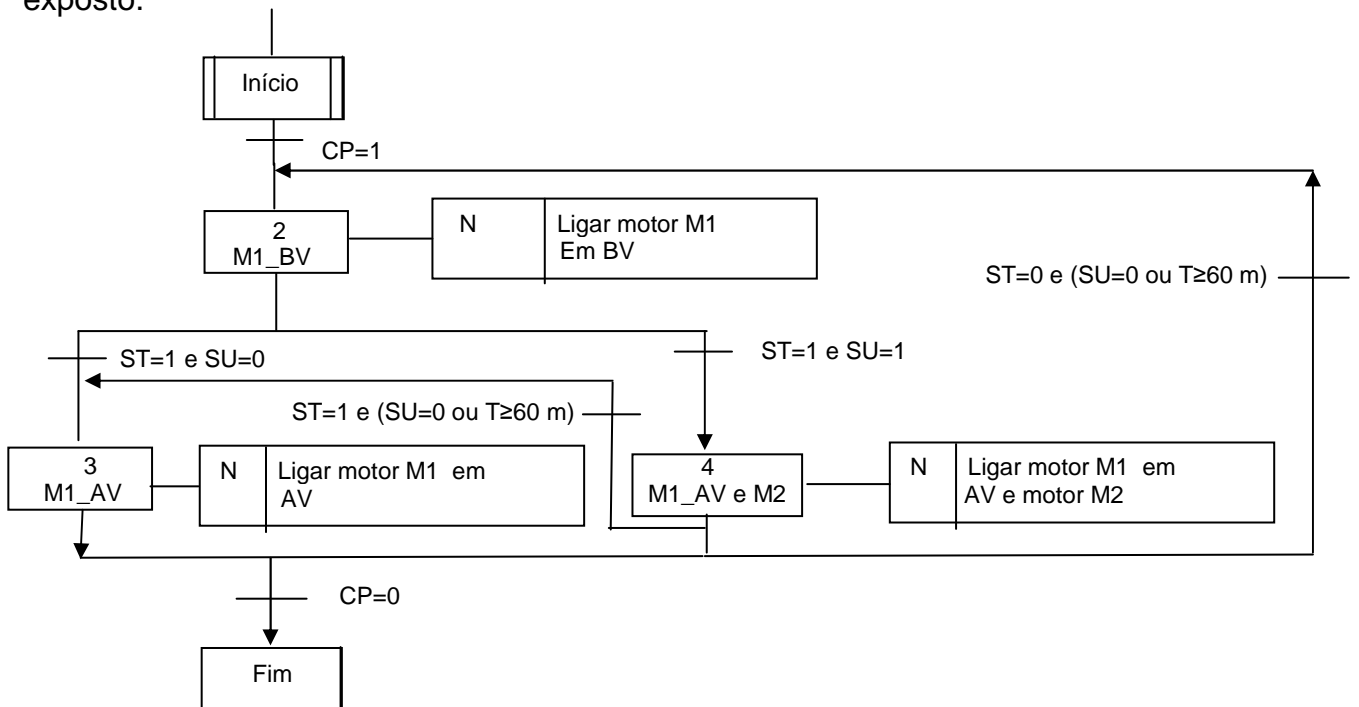 exposto:
Início
CP=1
2
M1_BV
N
Ligar motor M1
Em BV
ST=0 e (SU=0 ou T≥60 m)
ST=1 e SU=0
ST=1 e SU=1
ST=1 e (SU=0 ou T≥60 m)
3
M1_AV
N
Ligar motor M1 em
AV
4
M1_AV e M2
N
Ligar motor M1 em
AV e motor M2
CP=0
Fim